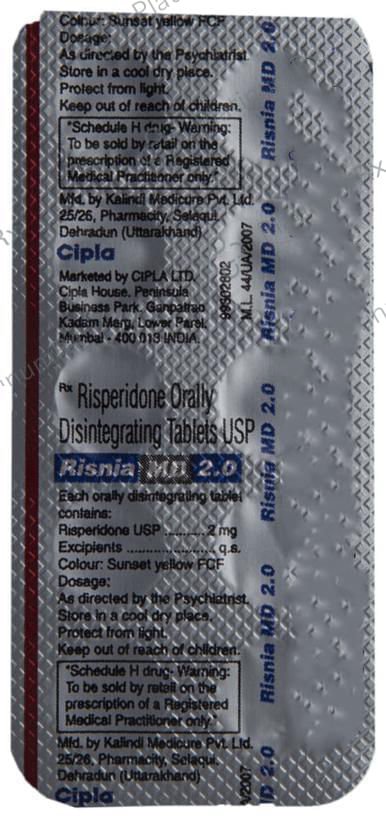 Colour: Sunset yellow FCF
Dosage:
As directed by the Psychiatrist.
Store in a cool dry place.
Protect from light.
Keep out of reach of children.
"Schedule H drug- Warning:
To be sold by retail on the
prescription of a Registered
Medical Practitioner only."
Mfd. by Kalindi Medicure Pvt. Ltd.
25/26, Pharmacity, Selaqui,
Dehradun (Uttarakhand)
Cipla
Marketed by CIPLA LTD.
Cipla House, Peninsula
Business Park, Ganpatrao
Kadam Marg, Lower Parel,
Mumbai - 400 013 INDIA.
M.L. 44/UA/2007
Rx Risperidone Orally
Disintegrating Tablets USP
Risnia MD 2.0
Each orally disintegrating tablet
contains:
Risperidone USP .......... 2 mg
Excipients ..................... q.s.
Colour: Sunset yellow FCF
Dosage:
As directed by the Psychiatrist.
Store in a cool dry place.
Protect from light.
Keep out of reach of children.
"Schedule H drug- Warning:
To be sold by retail on the
prescription of a Registered
Medical Practitioner only."
Mfd. by Kalindi Medicure Pvt. Ltd.
25/26, Pharmacity, Selaqui,
Dehradun (Uttarakhand)
Cipla
A/2007
Risnia MD 2.0
Risnia MD 2.0
Risnia MD 2.0
Risnia MD 2.0
D 2.0